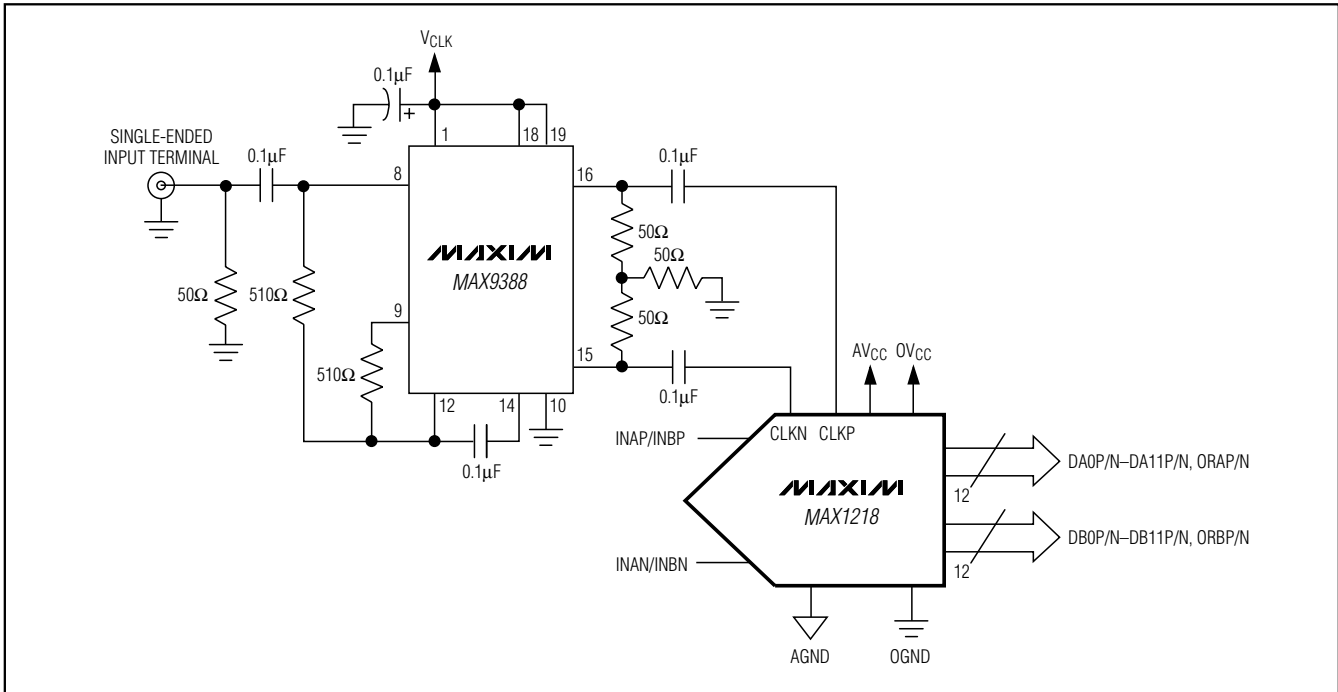 VCLK
0.1µF
+
SINGLE-ENDED
INPUT TERMINAL
0.1µF
1
18
19
8
16
0.1µF
50Ω
50Ω
MAXIM
MAX9388
50Ω
510Ω
9
50Ω
510Ω
15
0.1µF
12
14
10
0.1µF
AVCC
OVCC
INAP/INBP
CLKN
CLKP
MAXIM
MAX1218
12
DA0P/N–DA11P/N, ORAP/N
12
DB0P/N–DB11P/N, ORBP/N
INAN/INBN
AGND
OGND